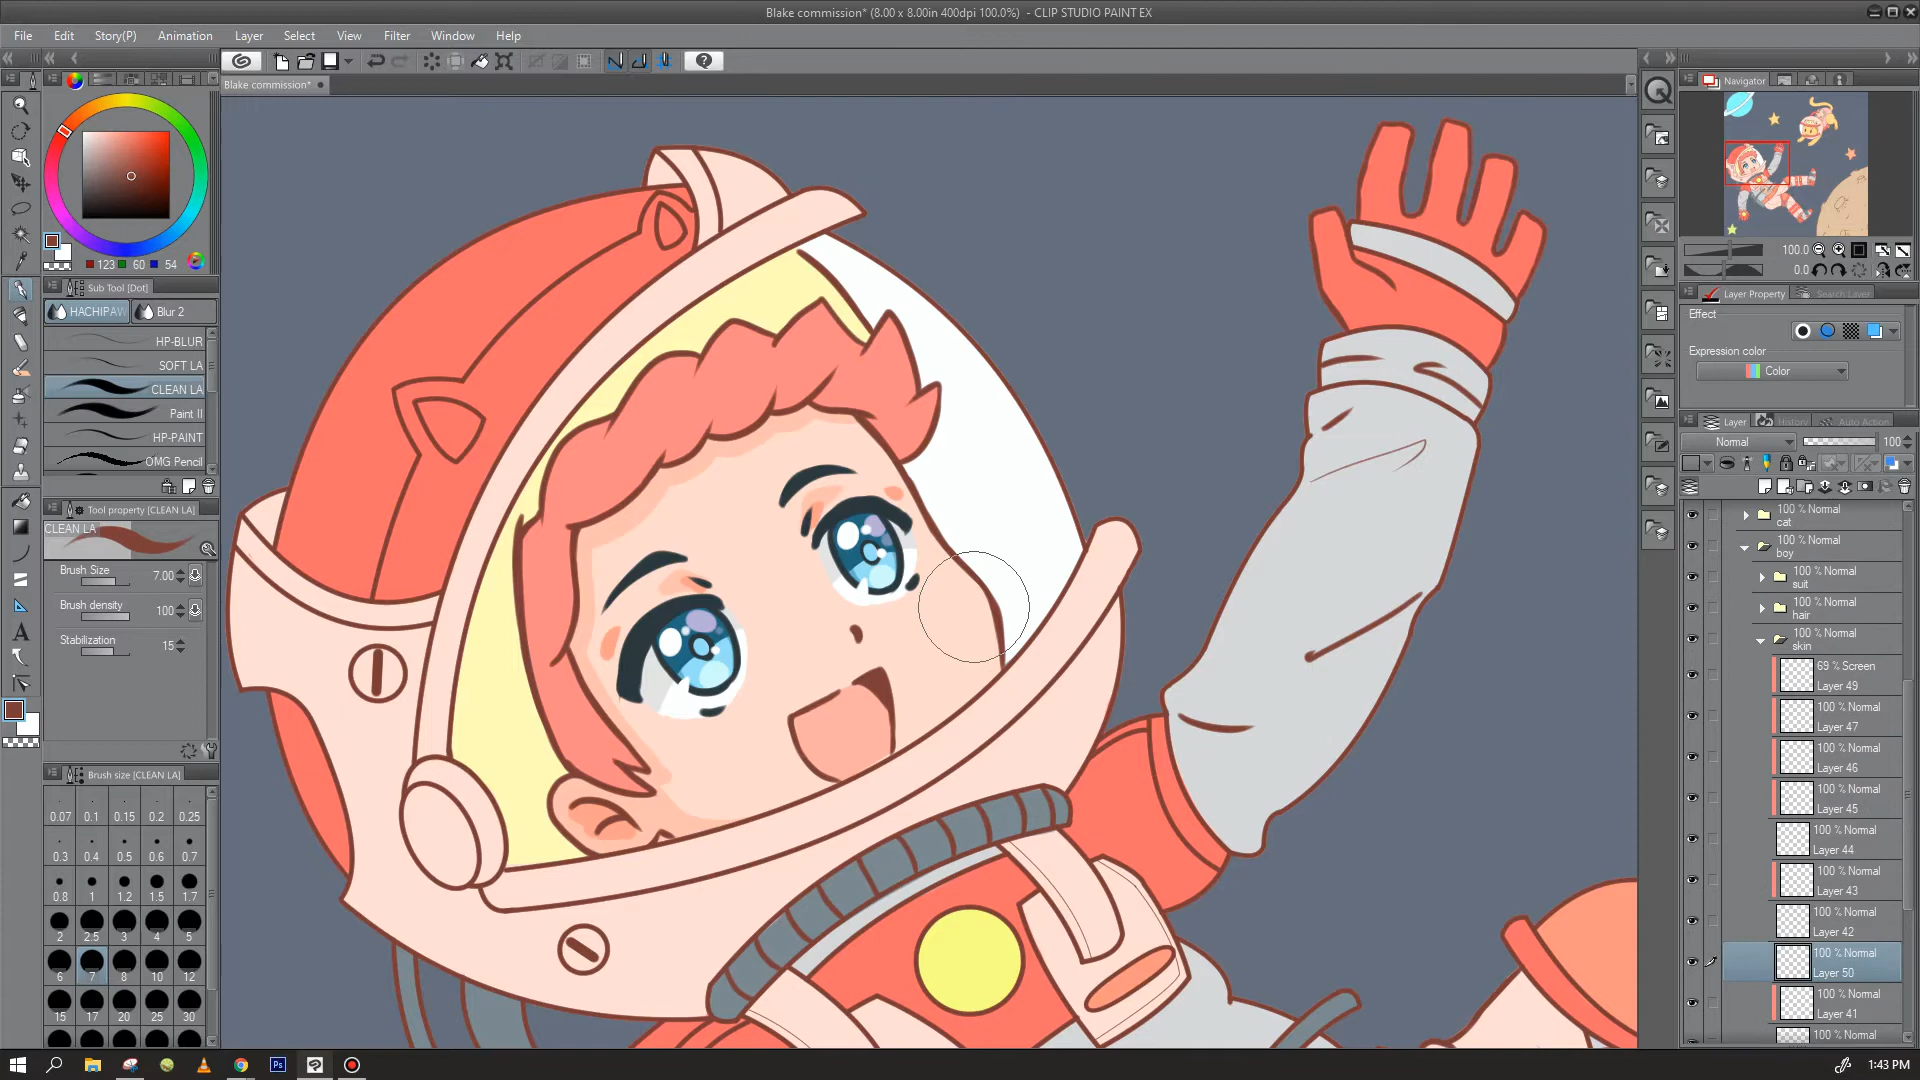 Blake commission* (8.00 x 8.00in 400dpi 100.0%) - CLIP STUDIO PAINT EX
File Edit Story(P) Animation Layer Select View Filter Window Help
Blake commission*
Navigator
100.0
0.0
123 60 54
Sub Tool [Dot]
HACHIPAW Blur 2
HP-BLUR
SOFT LA
CLEAN LA
Paint II
HP-PAINT
OMG Pencil
Tool property [CLEAN LA]
CLEAN LA
Brush Size 7.00
Brush density 100
Stabilization 15
Brush size [CLEAN LA]
0.07 0.1 0.15 0.2 0.25
0.3 0.4 0.5 0.6 0.7
0.8 1 1.2 1.5 1.7
2 2.5 3 4 5
6 7 8 10 12
15 17 20 25 30
Layer Property Search Layer
Effect
Expression color
Color
Layer History Auto Action
Normal 100
100 % Normal
cat
100 % Normal
boy
100 % Normal
suit
100 % Normal
hair
100 % Normal
skin
69 % Screen
Layer 49
100 % Normal
Layer 47
100 % Normal
Layer 46
100 % Normal
Layer 45
100 % Normal
Layer 44
100 % Normal
Layer 43
100 % Normal
Layer 42
100 % Normal
Layer 50
100 % Normal
Layer 41
100 % Normal
Ps
1:43 PM